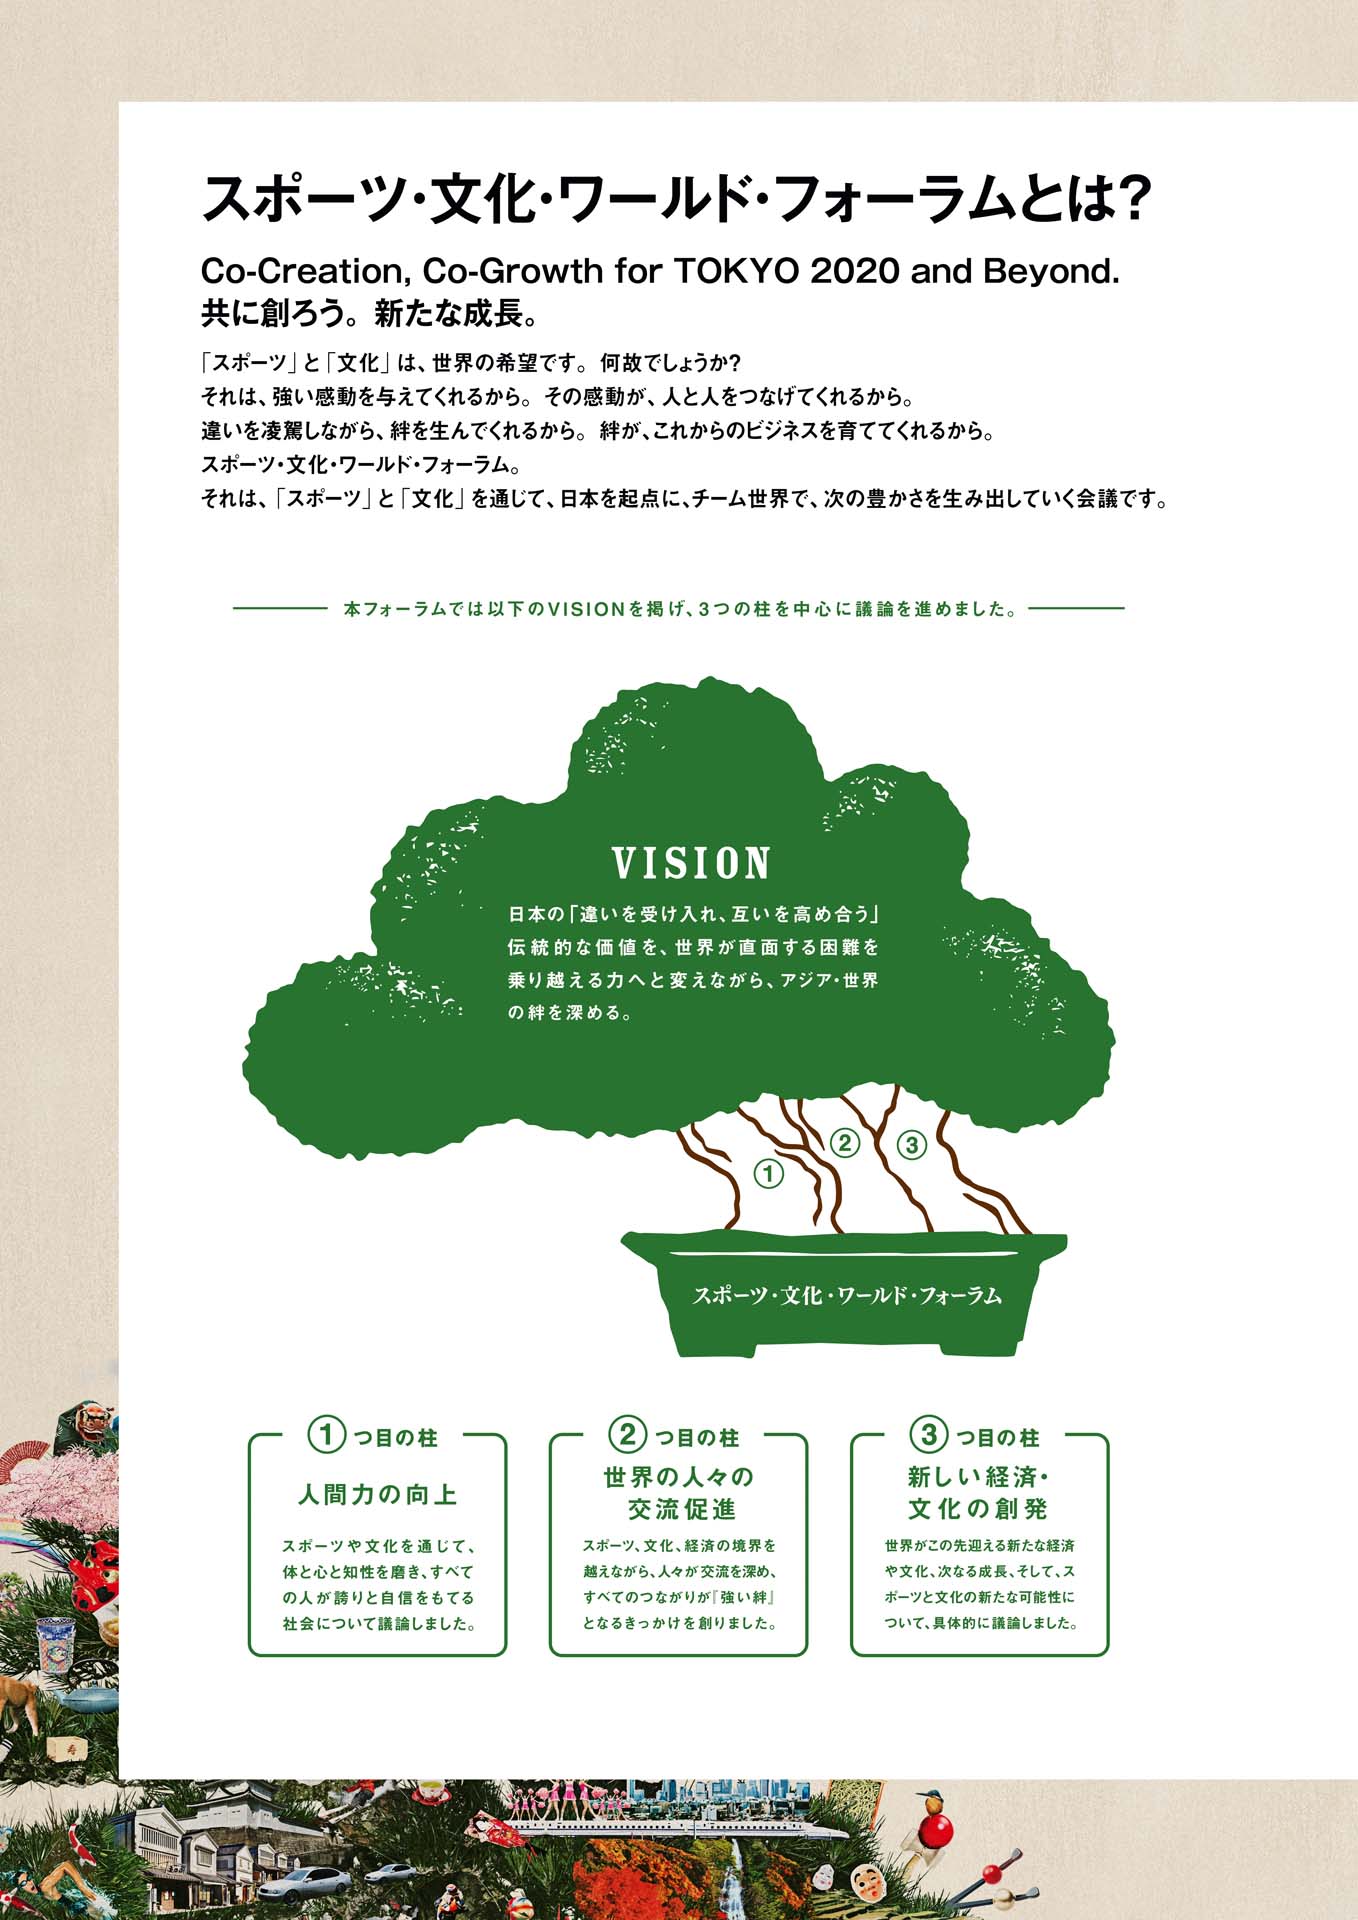 スポーツ・文化・ワールド・フォーラムとは？
Co-Creation, Co-Growth for TOKYO 2020 and Beyond.
共に創ろう。新たな成長。
「スポーツ」と「文化」は、世界の希望です。何故でしょうか？
それは、強い感動を与えてくれるから。その感動が、人と人をつなげてくれるから。
違いを凌駕しながら、絆を生んでくれるから。絆が、これからのビジネスを育ててくれるから。
スポーツ・文化・ワールド・フォーラム。
それは、「スポーツ」と「文化」を通じて、日本を起点に、チーム世界で、次の豊かさを生み出していく会議です。
本フォーラムでは以下のVISIONを掲げ、3つの柱を中心に議論を進めました。
VISION
日本の「違いを受け入れ、互いを高め合う」
伝統的な価値を、世界が直面する困難を
乗り越える力へと変えながら、アジア・世界
の絆を深める。
①
②
③
スポーツ・文化・ワールド・フォーラム
①つ目の柱
人間力の向上
スポーツや文化を通じて、
体と心と知性を磨き、すべて
の人が誇りと自信をもてる
社会について議論しました。
②つ目の柱
世界の人々の
交流促進
スポーツ、文化、経済の境界を
越えながら、人々が交流を深め、
すべてのつながりが『強い絆』
となるきっかけを創りました。
③つ目の柱
新しい経済・
文化の創発
世界がこの先迎える新たな経済
や文化、次なる成長、そして、ス
ポーツと文化の新たな可能性に
ついて、具体的に議論しました。
寿